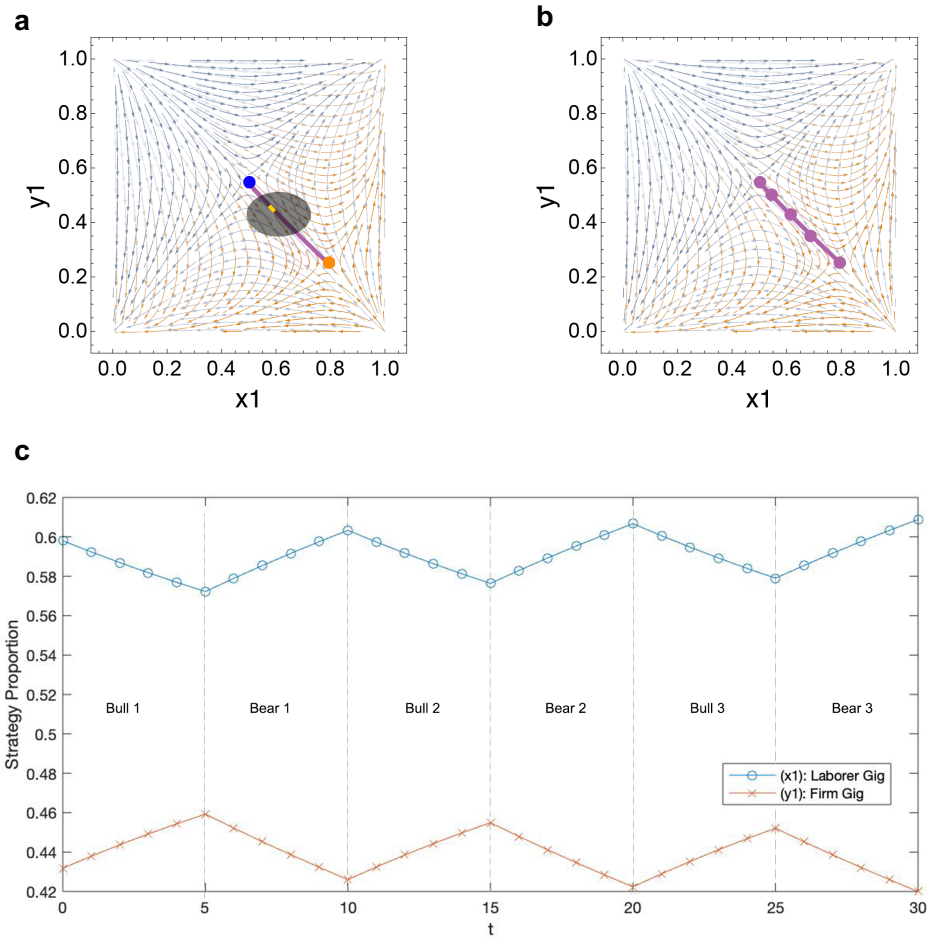 a
b
1.0
0.8
0.6
0.4
0.2
0.0
y1
0.0 0.2 0.4 0.6 0.8 1.0
x1
1.0
0.8
0.6
0.4
0.2
0.0
y1
0.0 0.2 0.4 0.6 0.8 1.0
x1
c
0.62
0.6
0.58
0.56
0.54
0.52
0.5
0.48
0.46
0.44
0.42
Strategy Proportion
Bull 1 Bear 1 Bull 2 Bear 2 Bull 3 Bear 3
(x1): Laborer Gig
(y1): Firm Gig
0 5 10 15 20 25 30
t